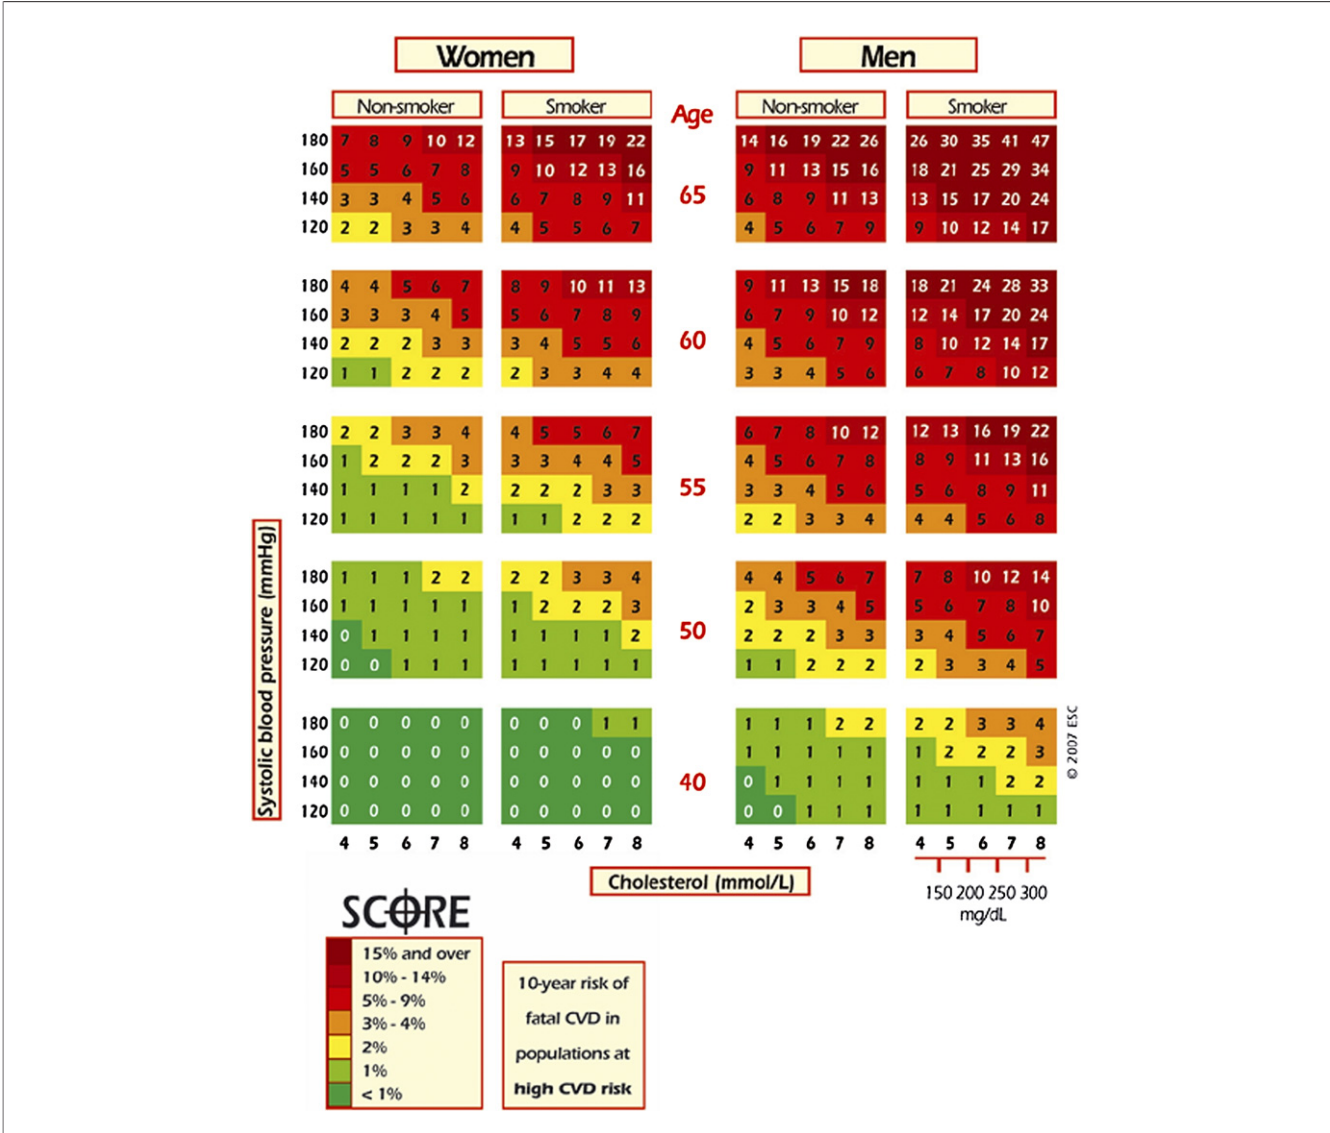 Women Men
Non-smoker Smoker Age Non-smoker Smoker
180 7 8 9 10 12 13 15 17 19 22 14 16 19 22 26 26 30 35 41 47
160 5 5 6 7 8 9 10 12 13 16 9 11 13 15 16 18 21 25 29 34
65
140 3 3 4 5 6 6 7 8 9 11 6 8 9 11 13 13 15 17 20 24
120 2 2 3 3 4 4 5 5 6 7 4 5 6 7 9 9 10 12 14 17
180 4 4 5 6 7 8 9 10 11 13 9 11 13 15 18 18 21 24 28 33
160 3 3 3 4 5 5 6 7 8 9 6 7 9 10 12 12 14 17 20 24
60
140 2 2 2 3 3 3 4 5 5 6 4 5 6 7 9 8 10 12 14 17
120 1 1 2 2 2 2 3 3 4 4 3 3 4 5 6 6 7 8 10 12
180 2 2 3 3 4 4 5 5 6 7 6 7 8 10 12 12 13 16 19 22
160 1 2 2 2 3 3 3 4 4 5 4 5 6 7 8 8 9 11 13 16
55
140 1 1 1 1 2 2 2 2 3 3 3 3 4 5 6 5 6 8 9 11
120 1 1 1 1 1 1 1 2 2 2 2 2 3 3 4 4 4 5 6 8
180 1 1 1 2 2 2 2 3 3 4 4 4 5 6 7 7 8 10 12 14
160 1 1 1 1 1 1 2 2 2 3 2 3 3 4 5 5 6 7 8 10
50
140 0 1 1 1 1 1 1 1 1 2 2 2 2 3 3 3 4 5 6 7
120 0 0 1 1 1 1 1 1 1 1 1 1 2 2 2 2 3 3 4 5
180 0 0 0 0 0 0 0 0 1 1 1 1 1 2 2 2 2 3 3 4
160 0 0 0 0 0 0 0 0 0 0 1 1 1 1 1 1 2 2 2 3
40
140 0 0 0 0 0 0 0 0 0 0 0 1 1 1 1 1 1 1 2 2
120 0 0 0 0 0 0 0 0 0 0 0 0 1 1 1 1 1 1 1 1
4 5 6 7 8 4 5 6 7 8 4 5 6 7 8 4 5 6 7 8
Systolic blood pressure (mmHg)
© 2007 ESC
Cholesterol (mmol/L)
150 200 250 300
mg/dL
SCORE
15% and over
10% - 14%
5% - 9%
3% - 4%
2%
1%
< 1%
10-year risk of
fatal CVD in
populations at
high CVD risk